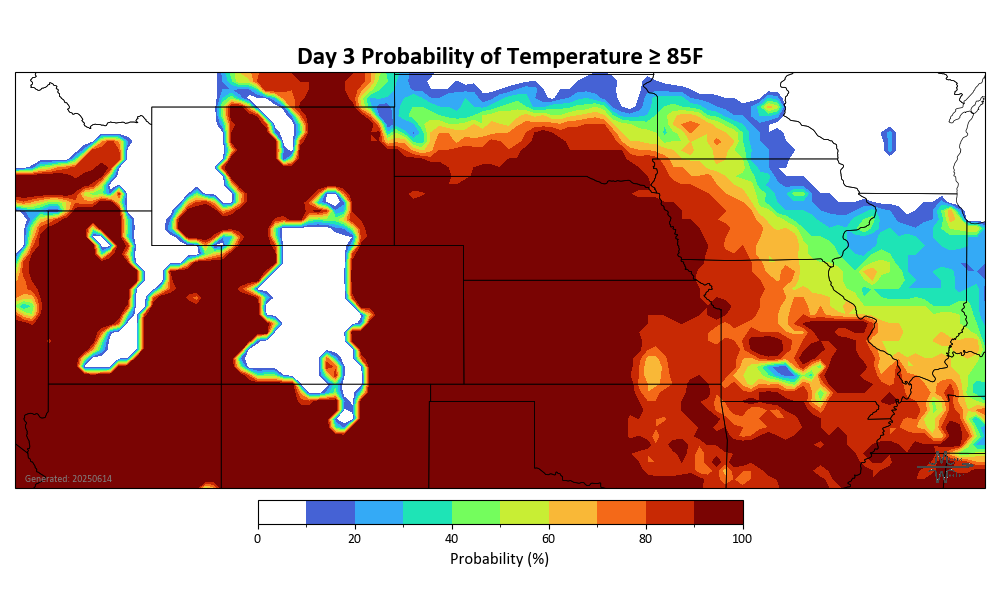 Day 3 Probability of Temperature ≥ 85F
Generated: 20250614
0 20 40 60 80 100
Probability (%)